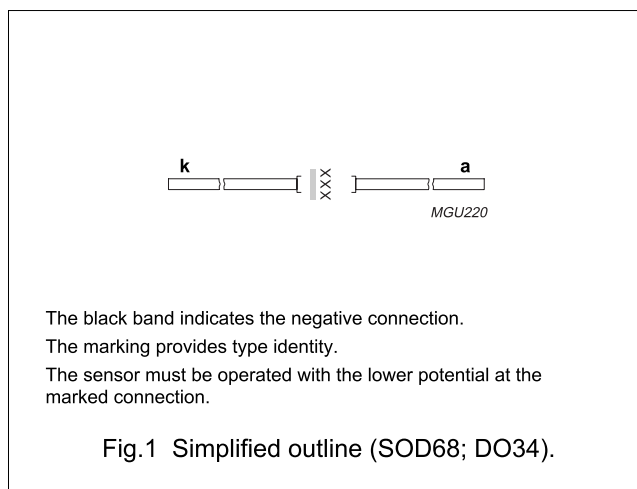 k a
XXX
MGU220
The black band indicates the negative connection.
The marking provides type identity.
The sensor must be operated with the lower potential at the
marked connection.
Fig.1 Simplified outline (SOD68; DO34).